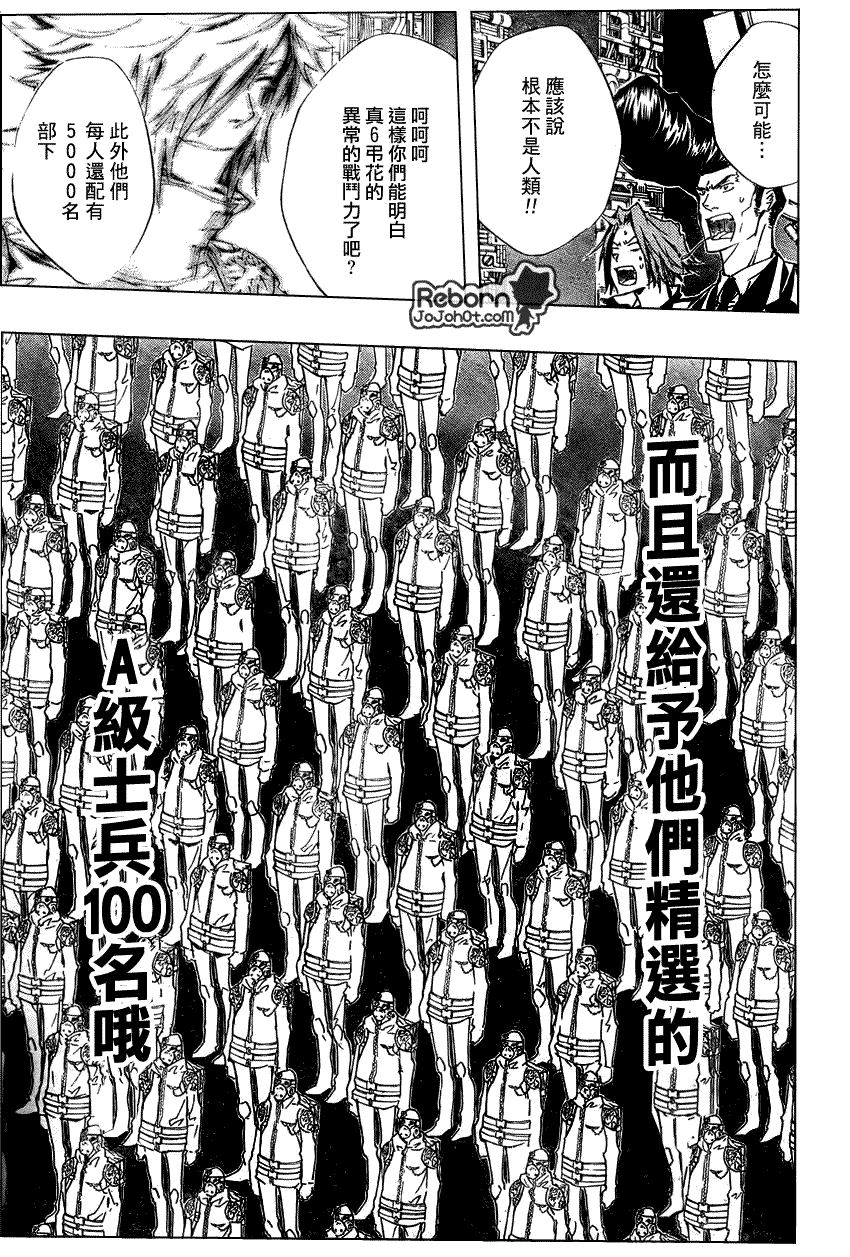 怎麼可能…
應該說
根本不是人類!!
呵呵呵
這樣你們能明白
真6弔花的
異常的戰鬥力了吧?
此外他們
每人還配有
5000名
部下
Reborn
JoJoHOt.com
而且還給予他們精選的
A級士兵100名哦